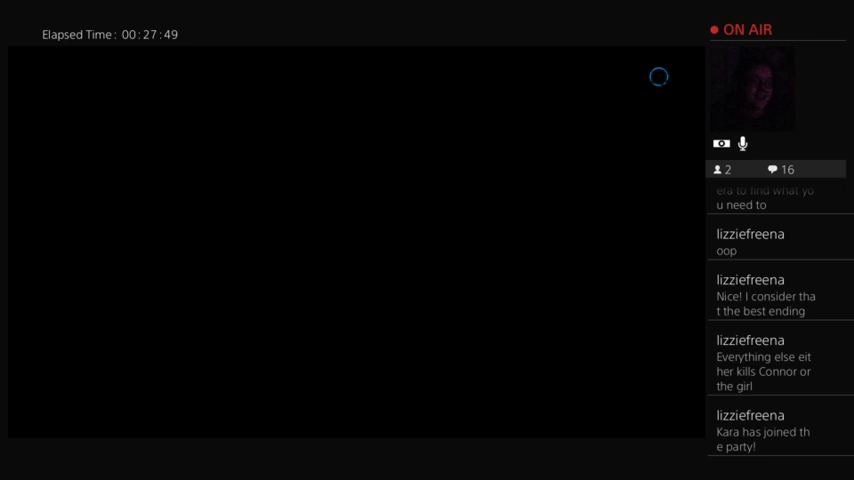 Elapsed Time: 00:27:49
ON AIR
2
16
era to find what yo
u need to
lizziefreena
oop
lizziefreena
Nice! I consider tha
t the best ending
lizziefreena
Everything else eit
her kills Connor or
the girl
lizziefreena
Kara has joined th
e party!